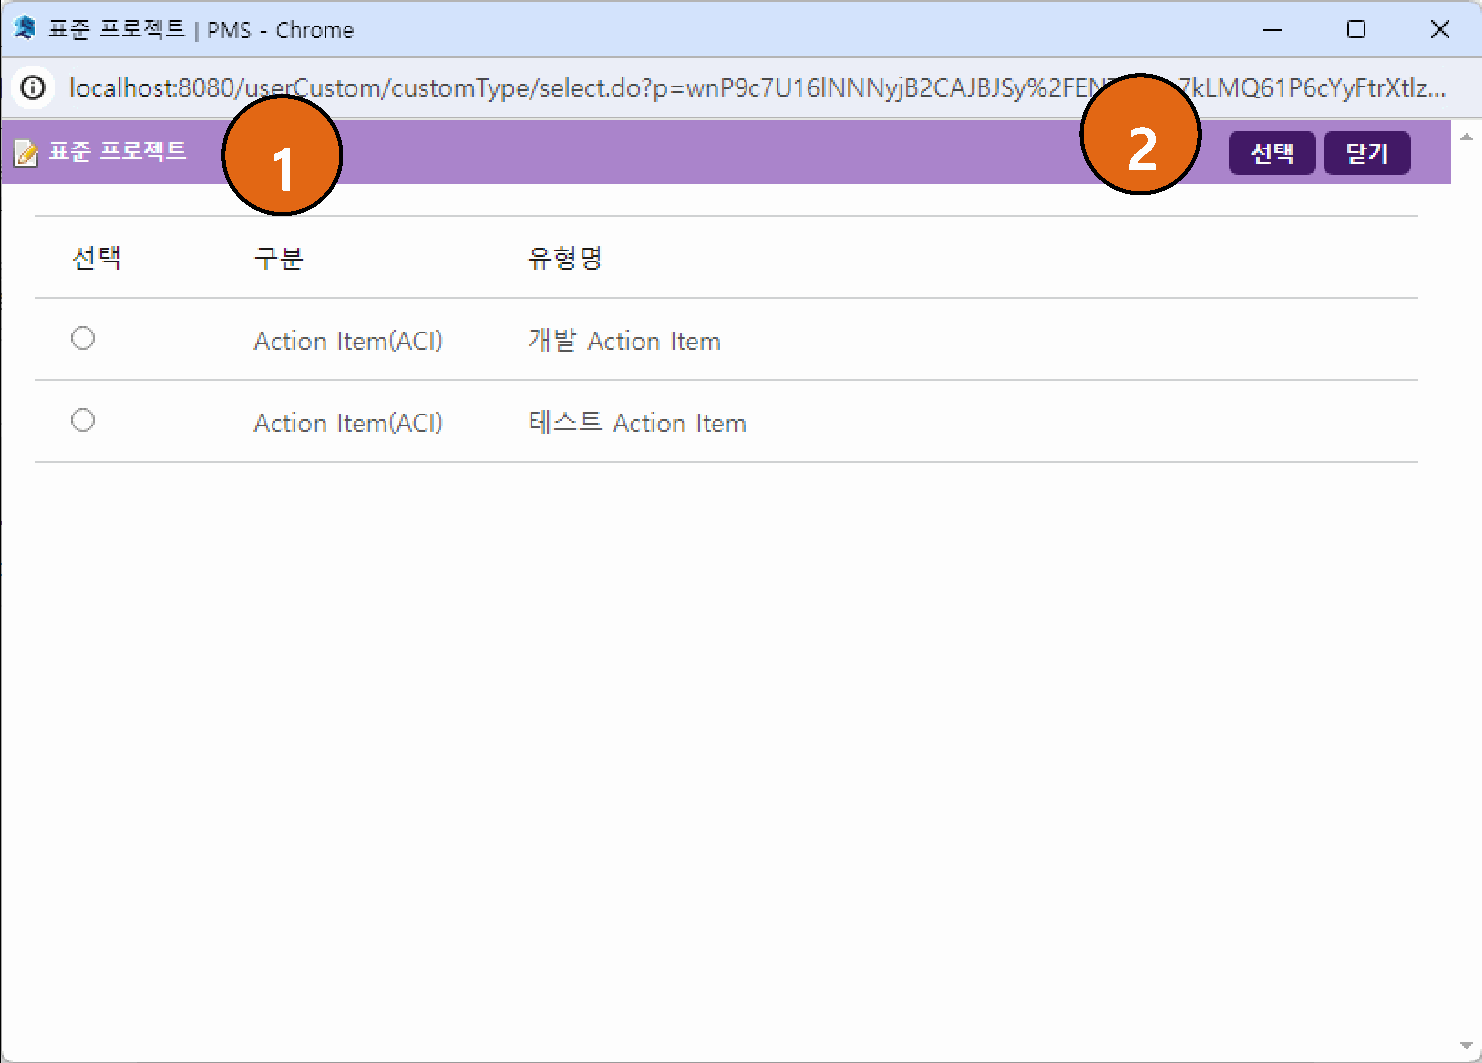 표준 프로젝트 | PMS - Chrome
localhost:8080/userCustom/customType/select.do?p=wnP9c7U16lNNNyjB2CAJBJSy%2FEN 7kLMQ61P6cYyFtrXtlz...
표준 프로젝트 1 2 선택 닫기
선택 구분 유형명
Action Item(ACI) 개발 Action Item
Action Item(ACI) 테스트 Action Item